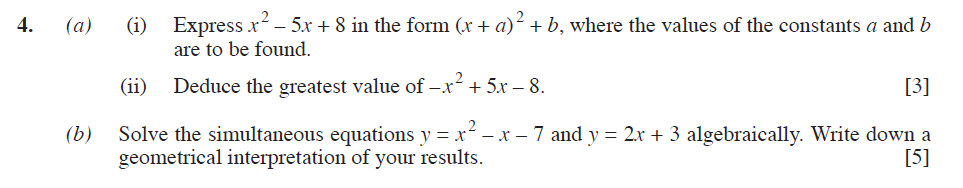 4. (a) (i) Express x² – 5x + 8 in the form (x + a)² + b, where the values of the constants a and b
are to be found.
(ii) Deduce the greatest value of –x² + 5x – 8. [3]
(b) Solve the simultaneous equations y = x² – x – 7 and y = 2x + 3 algebraically. Write down a
geometrical interpretation of your results. [5]